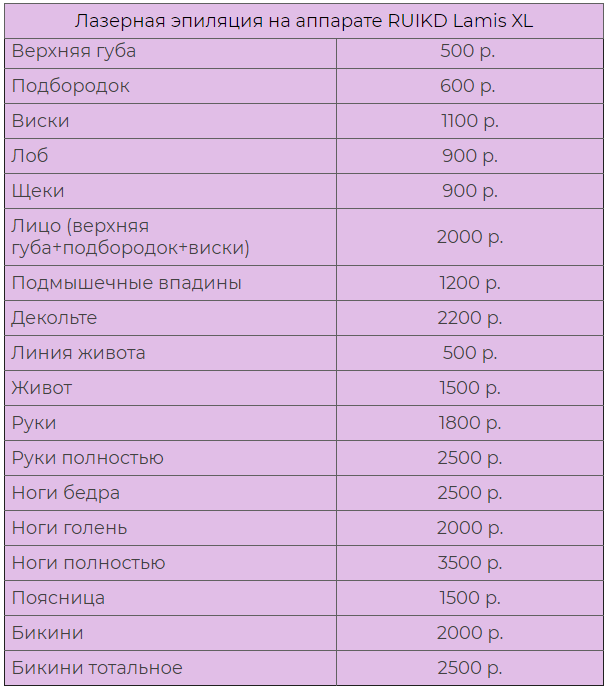 Лазерная эпиляция на аппарате RUIKD Lamis XL
Верхняя губа 500 р.
Подбородок 600 р.
Виски 1100 р.
Лоб 900 р.
Щеки 900 р.
Лицо (верхняя
губа+подбородок+виски) 2000 р.
Подмышечные впадины 1200 р.
Декольте 2200 р.
Линия живота 500 р.
Живот 1500 р.
Руки 1800 р.
Руки полностью 2500 р.
Ноги бедра 2500 р.
Ноги голень 2000 р.
Ноги полностью 3500 р.
Поясница 1500 р.
Бикини 2000 р.
Бикини тотальное 2500 р.